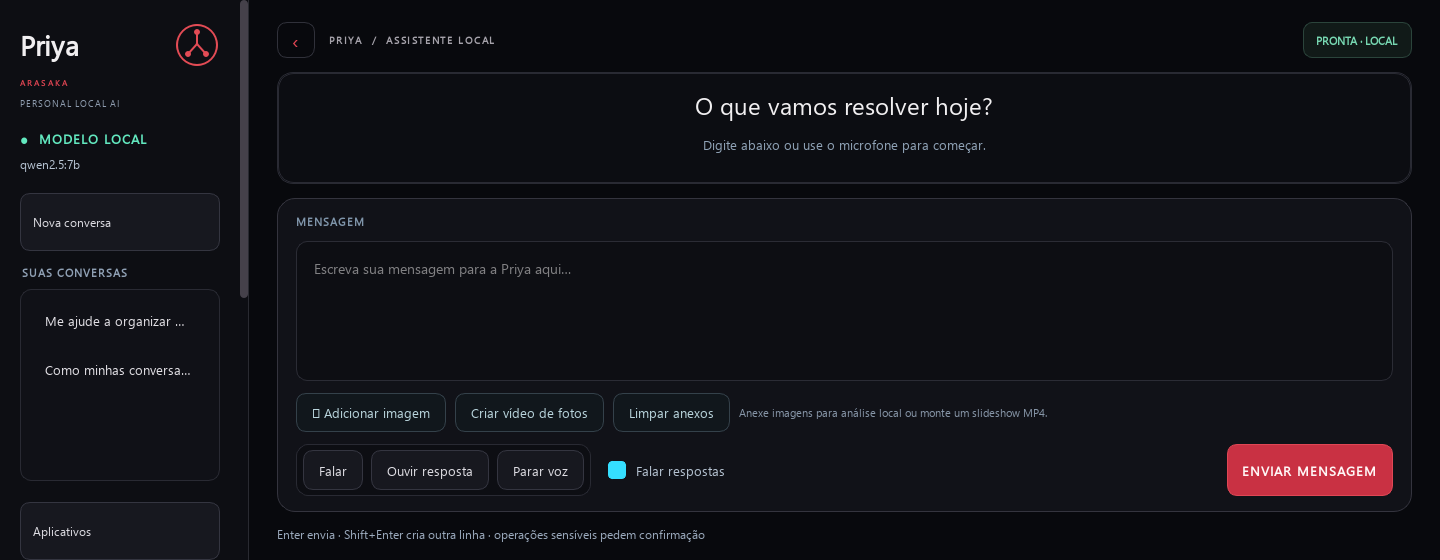 Priya
ARASAKA
PERSONAL LOCAL AI
● MODELO LOCAL
qwen2.5:7b
Nova conversa
SUAS CONVERSAS
Me ajude a organizar ...
Como minhas conversa...
Aplicativos
‹ PRIYA / ASSISTENTE LOCAL
PRONTA · LOCAL
O que vamos resolver hoje?
Digite abaixo ou use o microfone para começar.
MENSAGEM
Escreva sua mensagem para a Priya aqui...
Adicionar imagem
Criar vídeo de fotos
Limpar anexos
Anexe imagens para análise local ou monte um slideshow MP4.
Falar
Ouvir resposta
Parar voz
Falar respostas
ENVIAR MENSAGEM
Enter envia · Shift+Enter cria outra linha · operações sensíveis pedem confirmação